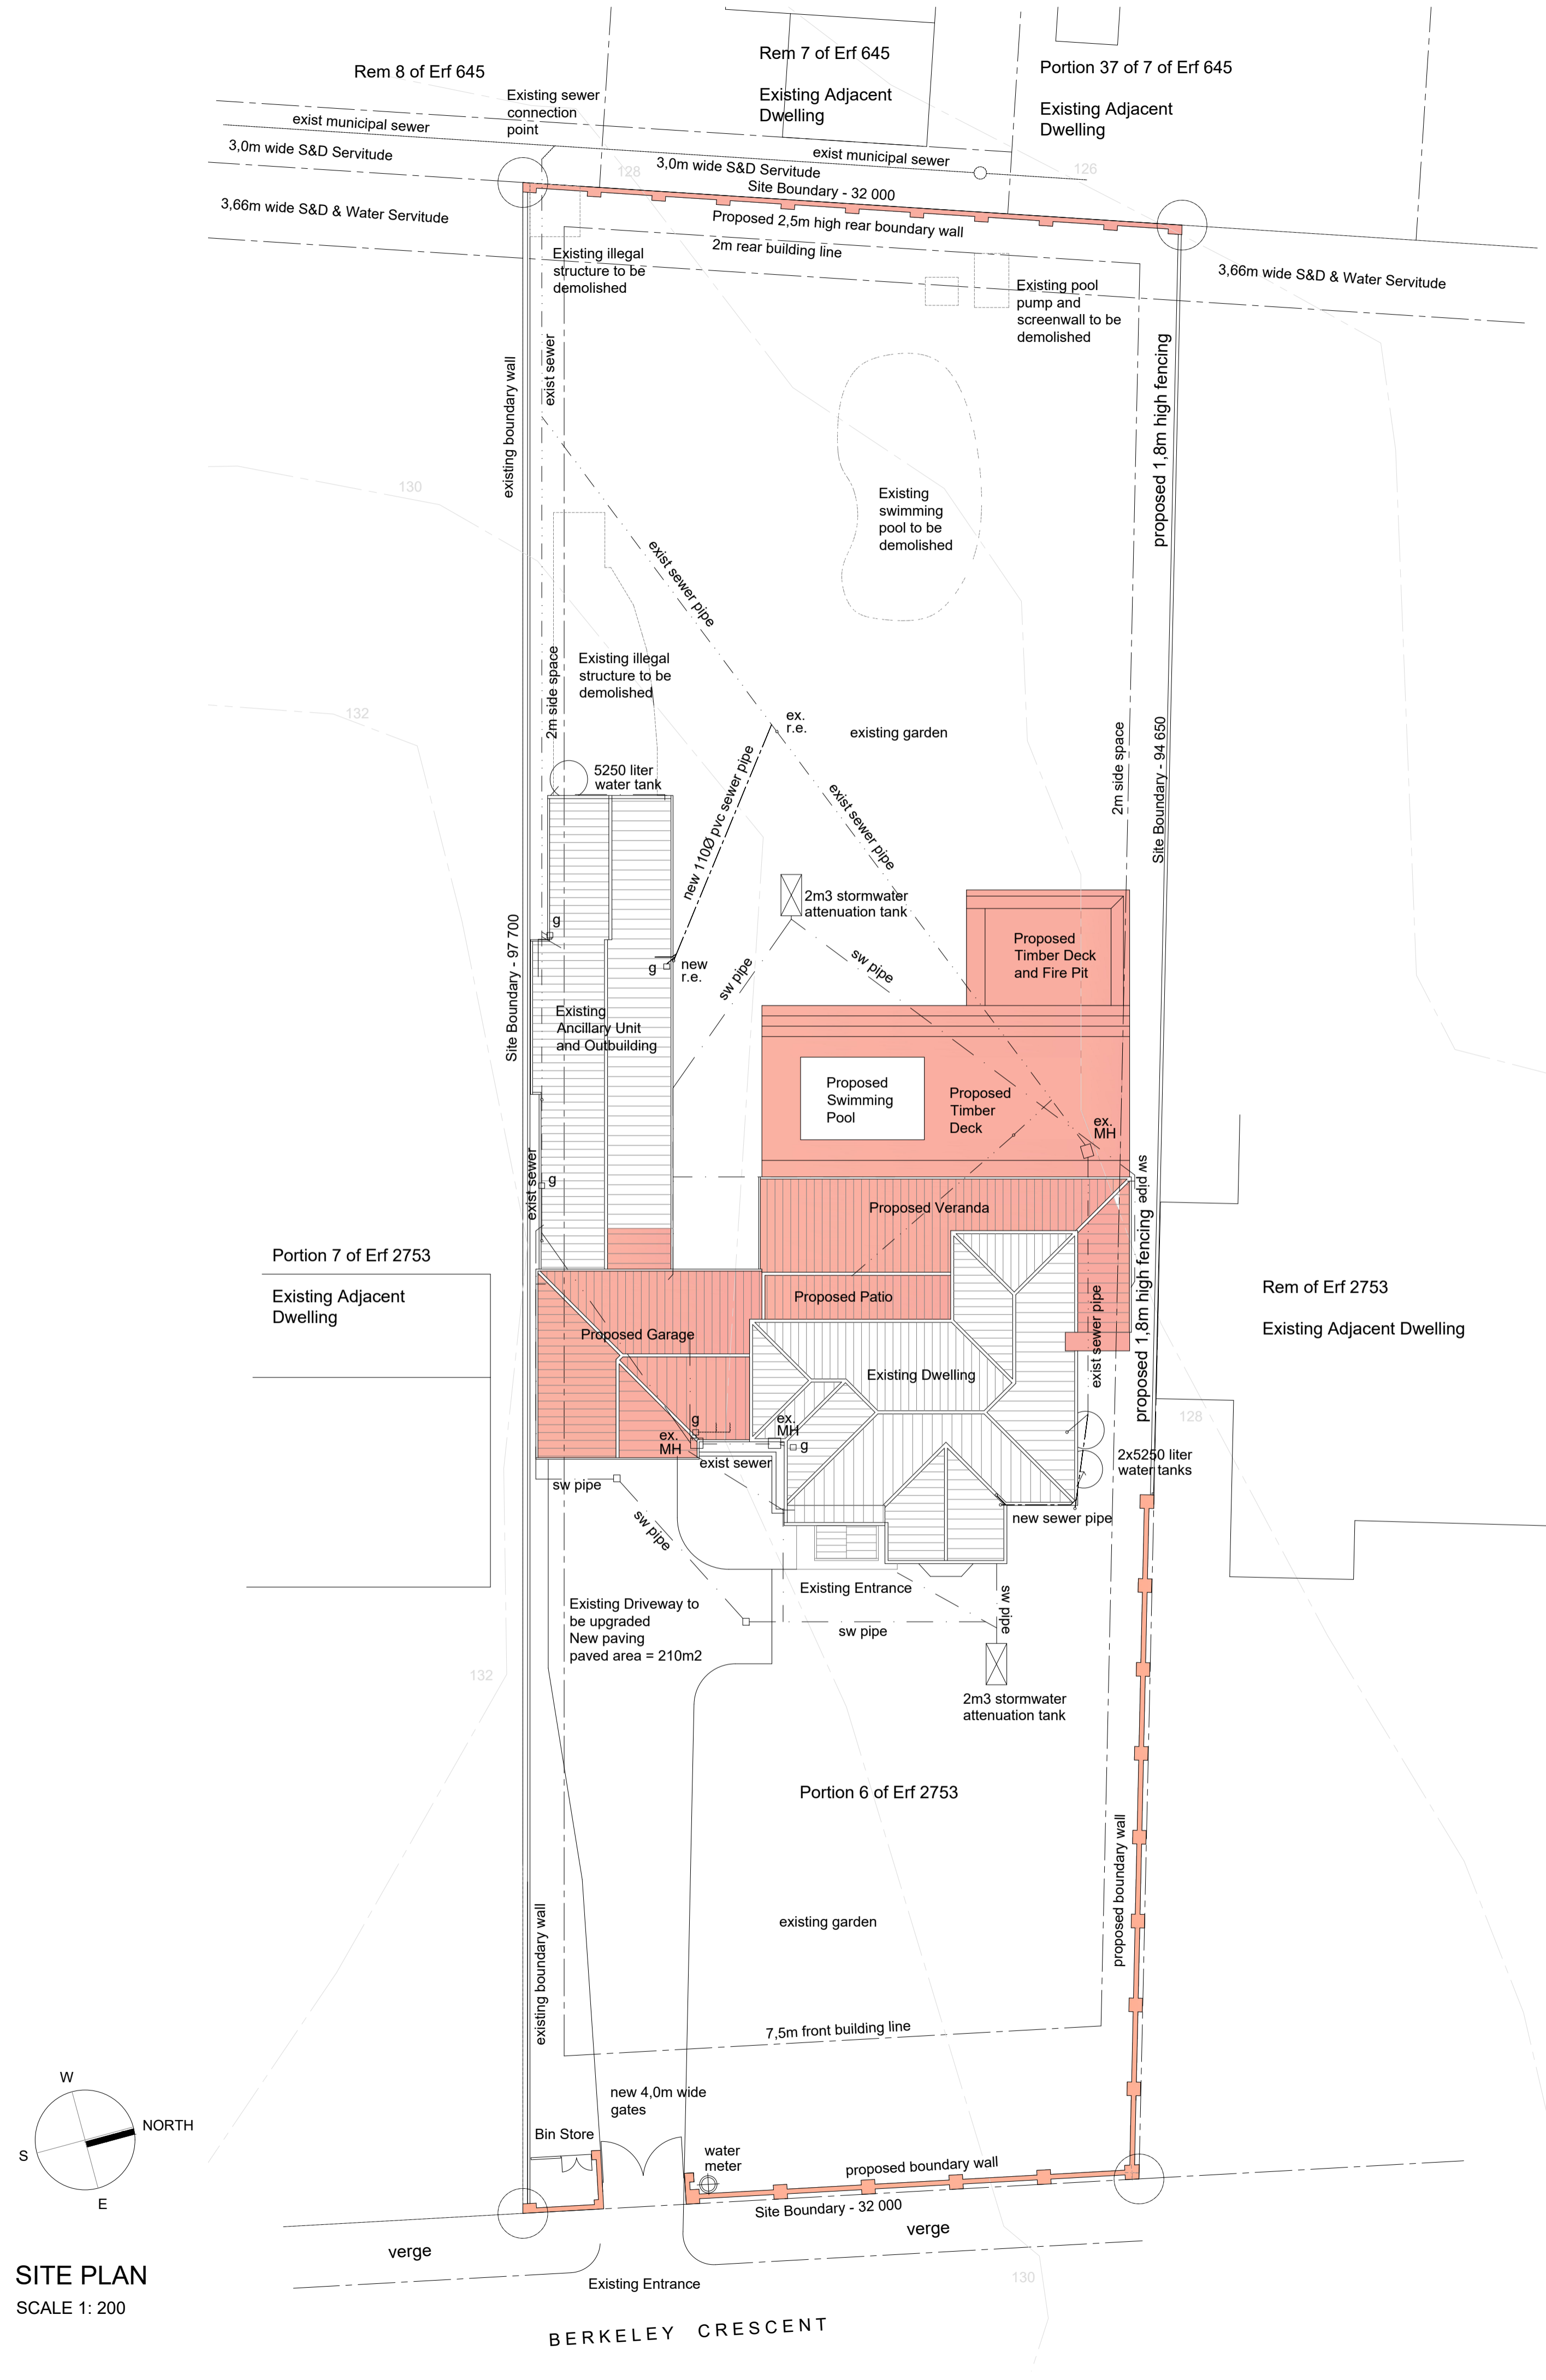 Rem 8 of Erf 645
Rem 7 of Erf 645
Existing Adjacent
Dwelling
Portion 37 of 7 of Erf 645
Existing Adjacent
Dwelling
Existing sewer
connection
point
exist municipal sewer
exist municipal sewer
3,0m wide S&D Servitude
3,0m wide S&D Servitude
128
126
Site Boundary - 32 000
3,66m wide S&D & Water Servitude
Proposed 2,5m high rear boundary wall
2m rear building line
Existing illegal
structure to be
demolished
3,66m wide S&D & Water Servitude
Existing pool
pump and
screenwall to be
demolished
existing boundary wall
exist sewer
proposed 1,8m high fencing
130
Existing
swimming
pool to be
demolished
exist sewer pipe
2m side space
Existing illegal
structure to be
demolished
132
ex.
r.e.
existing garden
2m side space
Site Boundary - 94 650
5250 liter
water tank
new 110Ø pvc sewer pipe
exist sewer pipe
2m3 stormwater
attenuation tank
g
Site Boundary - 97 700
g
new
r.e.
sw pipe
sw pipe
Proposed
Timber Deck
and Fire Pit
Existing
Ancillary Unit
and Outbuilding
Proposed
Swimming
Pool
Proposed
Timber
Deck
ex.
MH
exist sewer
g
sw pipe
Proposed Veranda
Portion 7 of Erf 2753
Existing Adjacent
Dwelling
Rem of Erf 2753
Existing Adjacent Dwelling
Proposed Patio
Proposed Garage
exist sewer pipe
proposed 1,8m high fencing
Existing Dwelling
128
g
ex.
MH
ex.
MH
g
exist sewer
2x5250 liter
water tanks
sw pipe
new sewer pipe
sw pipe
Existing Entrance
sw pipe
Existing Driveway to
be upgraded
New paving
paved area = 210m2
sw pipe
132
2m3 stormwater
attenuation tank
Portion 6 of Erf 2753
proposed boundary wall
existing garden
existing boundary wall
7,5m front building line
W
NORTH
S
E
new 4,0m wide
gates
Bin Store
water
meter
proposed boundary wall
Site Boundary - 32 000
verge
verge
SITE PLAN
SCALE 1: 200
Existing Entrance
130
BERKELEY CRESCENT